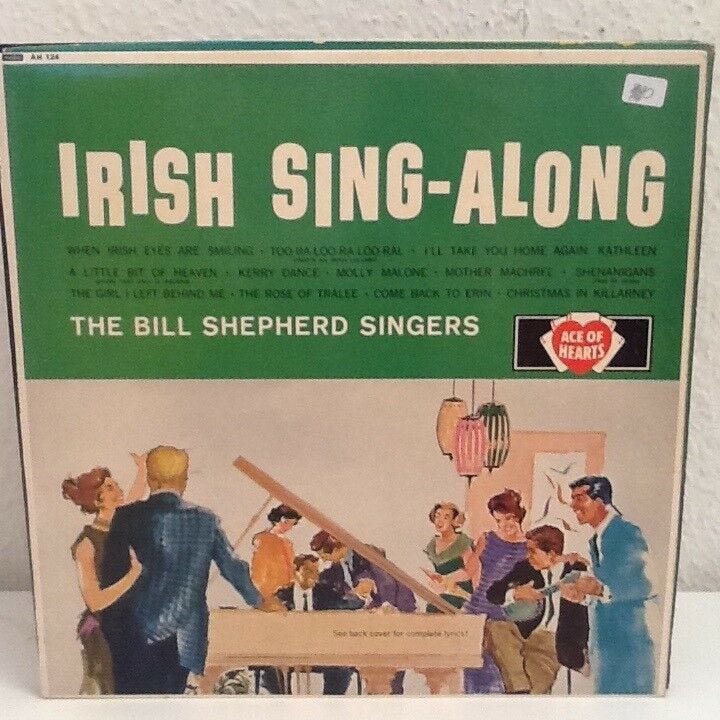 AH 124
IRISH SING-ALONG
WHEN IRISH EYES ARE SMILING · TOO-RA-LOO-RA-LOO-RAL · I'LL TAKE YOU HOME AGAIN, KATHLEEN
A LITTLE BIT OF HEAVEN · KERRY DANCE · MOLLY MALONE · MOTHER MACHREE · SHENANIGANS
THE GIRL I LEFT BEHIND ME · THE ROSE OF TRALEE · COME BACK TO ERIN · CHRISTMAS IN KILLARNEY
THE BILL SHEPHERD SINGERS
ACE OF
HEARTS
See back cover for complete lyrics!